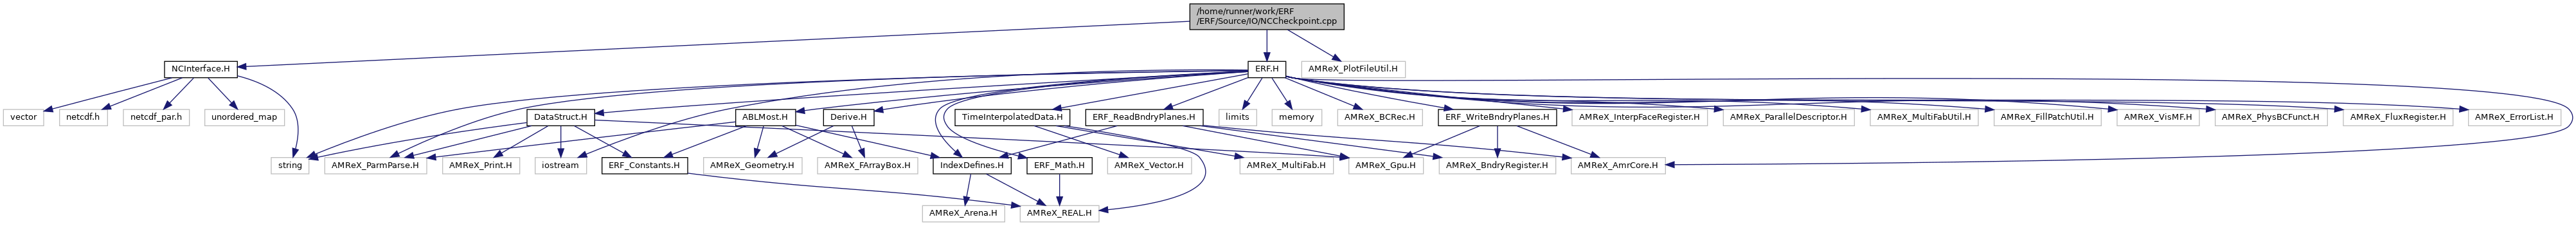 /home/runner/work/ERF
/ERF/Source/IO/NCCheckpoint.cpp
NCInterface.H
ERF.H
AMReX_PlotFileUtil.H
vector
netcdf.h
netcdf_par.h
unordered_map
DataStruct.H
ABLMost.H
Derive.H
TimeInterpolatedData.H
ERF_ReadBndryPlanes.H
limits
memory
AMReX_BCRec.H
ERF_WriteBndryPlanes.H
AMReX_InterpFaceRegister.H
AMReX_ParallelDescriptor.H
AMReX_MultiFabUtil.H
AMReX_FillPatchUtil.H
AMReX_VisMF.H
AMReX_PhysBCFunct.H
AMReX_FluxRegister.H
AMReX_ErrorList.H
string
AMReX_ParmParse.H
AMReX_Print.H
iostream
ERF_Constants.H
AMReX_Geometry.H
AMReX_FArrayBox.H
IndexDefines.H
ERF_Math.H
AMReX_Vector.H
AMReX_MultiFab.H
AMReX_Gpu.H
AMReX_BndryRegister.H
AMReX_AmrCore.H
AMReX_Arena.H
AMReX_REAL.H